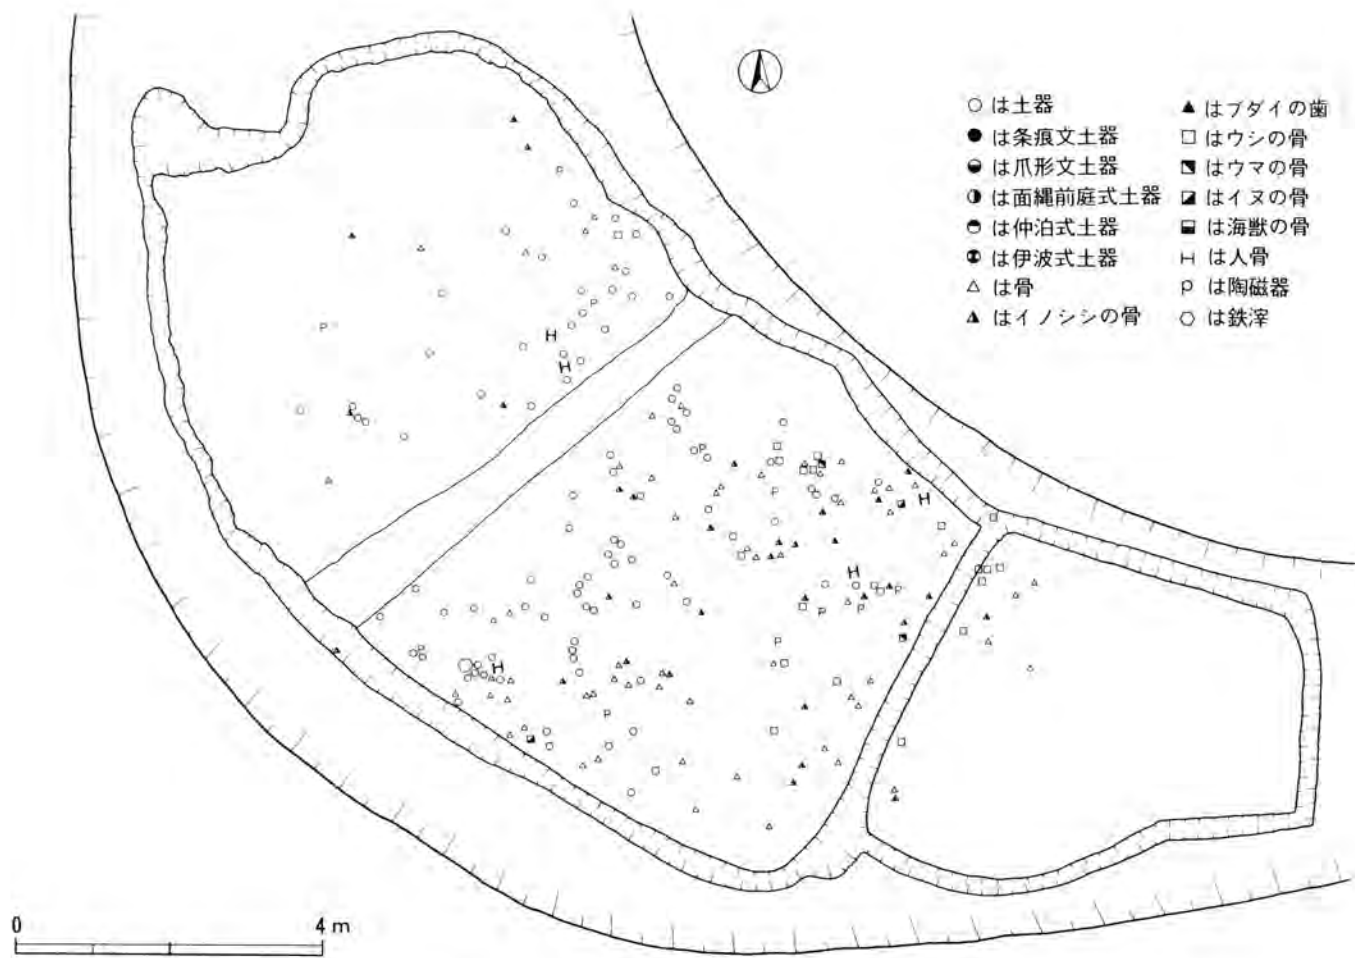 ○は土器
●は条痕文土器
は爪形文土器
は面縄前庭式土器
は仲泊式土器
は伊波式土器
△は骨
はイノシシの骨
▲はブダイの歯
□はウシの骨
はウマの骨
はイヌの骨
は海獣の骨
Hは人骨
Pは陶磁器
は鉄滓
P
P
H
H
H
P
H
P
P
P
P
H
P
0 4 m